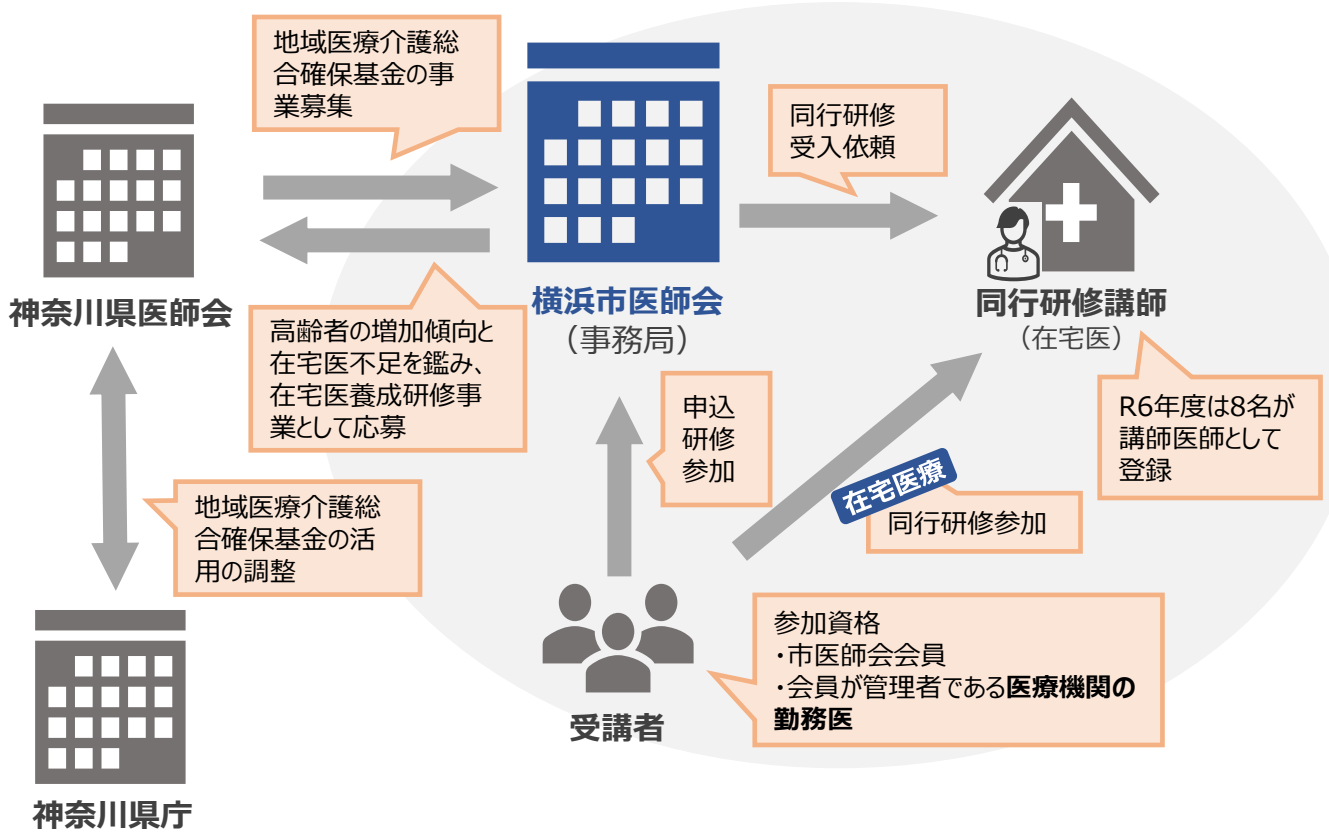 地域医療介護総
合確保基金の事
業募集
同行研修
受入依頼
神奈川県医師会
横浜市医師会
（事務局）
同行研修講師
（在宅医）
高齢者の増加傾向と
在宅医不足を鑑み、
在宅医養成研修事
業として応募
申込
研修
参加
R6年度は8名が
講師医師として
登録
在宅医療
同行研修参加
地域医療介護総
合確保基金の活
用の調整
参加資格
・市医師会会員
・会員が管理者である医療機関の
勤務医
受講者
神奈川県庁